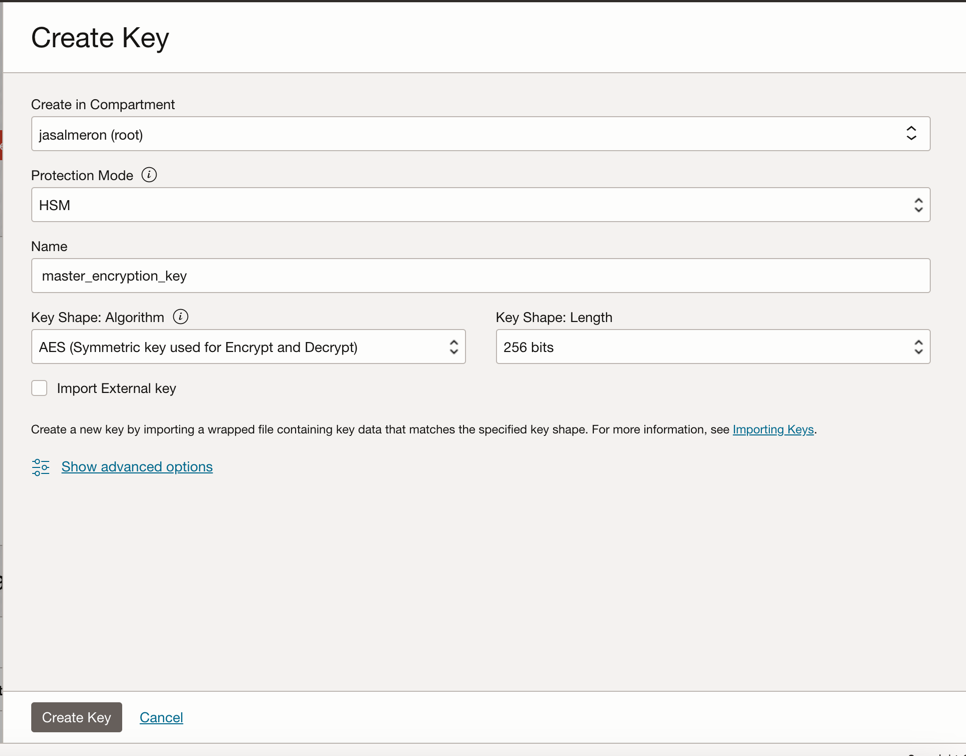 Create Key
Create in Compartment
jasalmeron (root)
Protection Mode
HSM
Name
master_encryption_key
Key Shape: Algorithm
Key Shape: Length
AES (Symmetric key used for Encrypt and Decrypt)
256 bits
Import External key
Create a new key by importing a wrapped file containing key data that matches the specified key shape. For more information, see Importing Keys.
Show advanced options
Create Key
Cancel